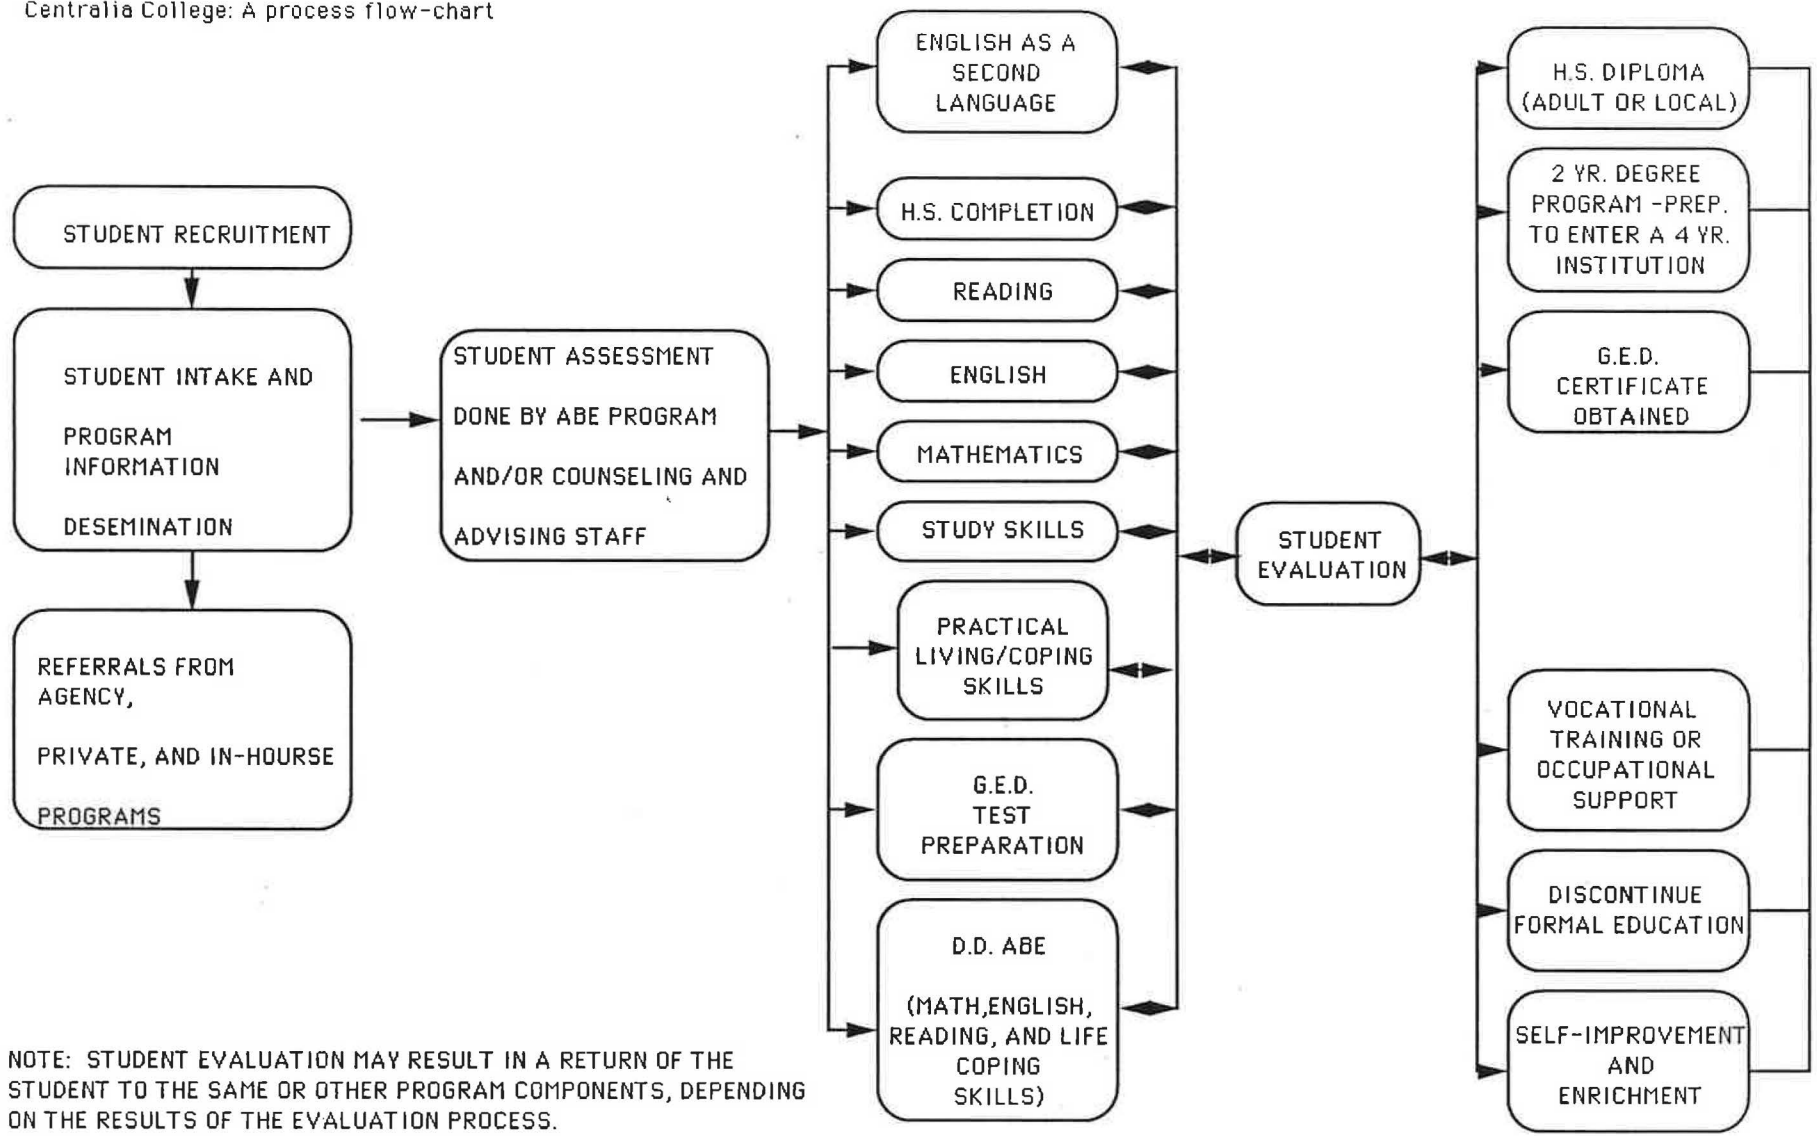 Centralia College: A process flow-chart
STUDENT RECRUITMENT
STUDENT INTAKE AND
PROGRAM
INFORMATION
DESEMINATION
REFERRALS FROM
AGENCY,
PRIVATE, AND IN-HOURSE
PROGRAMS
STUDENT ASSESSMENT
DONE BY ABE PROGRAM
AND/OR COUNSELING AND
ADVISING STAFF
ENGLISH AS A
SECOND
LANGUAGE
H.S. COMPLETION
READING
ENGLISH
MATHEMATICS
STUDY SKILLS
PRACTICAL
LIVING/COPING
SKILLS
G.E.D.
TEST
PREPARATION
D.D. ABE
(MATH,ENGLISH,
READING, AND LIFE
COPING
SKILLS)
STUDENT
EVALUATION
H.S. DIPLOMA
(ADULT OR LOCAL)
2 YR. DEGREE
PROGRAM -PREP.
TO ENTER A 4 YR.
INSTITUTION
G.E.D.
CERTIFICATE
OBTAINED
VOCATIONAL
TRAINING OR
OCCUPATIONAL
SUPPORT
DISCONTINUE
FORMAL EDUCATION
SELF-IMPROVEMENT
AND
ENRICHMENT
NOTE: STUDENT EVALUATION MAY RESULT IN A RETURN OF THE
STUDENT TO THE SAME OR OTHER PROGRAM COMPONENTS, DEPENDING
ON THE RESULTS OF THE EVALUATION PROCESS.